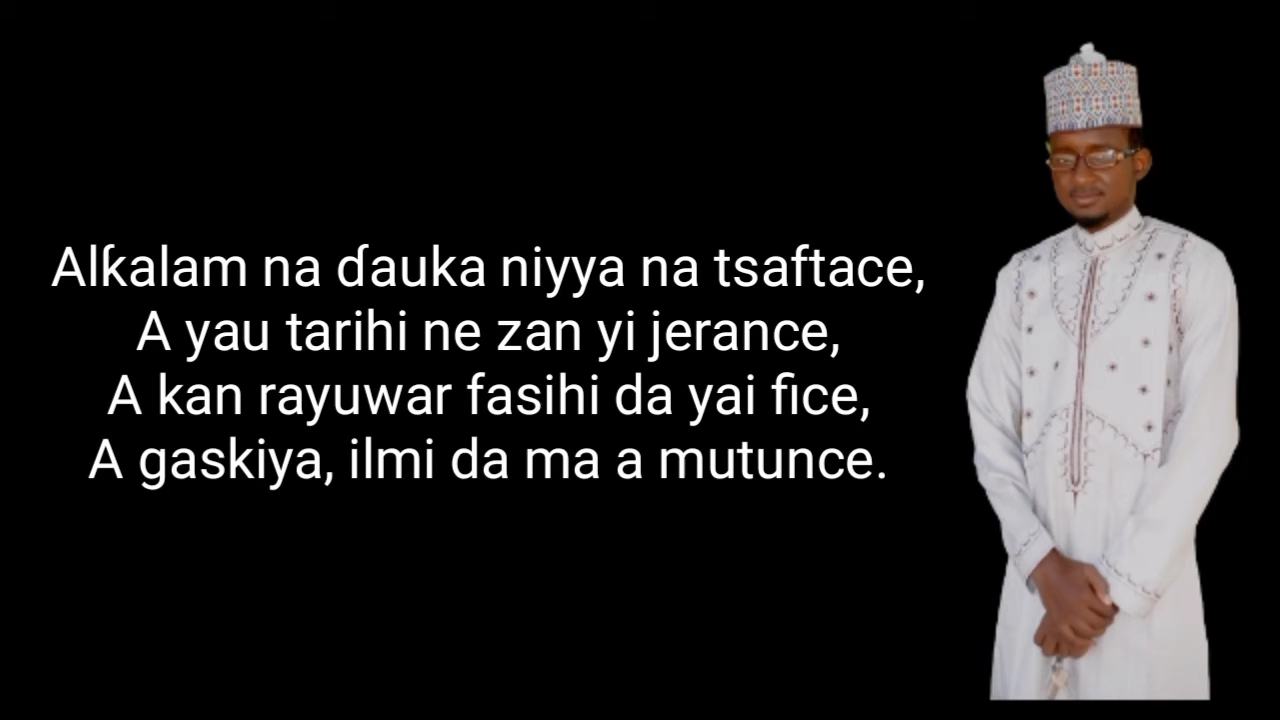 Alƙalam na ɗauka niyya na tsaftace,
A yau tarihi ne zan yi jerance,
A kan rayuwar fasihi da yai fice,
A gaskiya, ilmi da ma a mutunce.